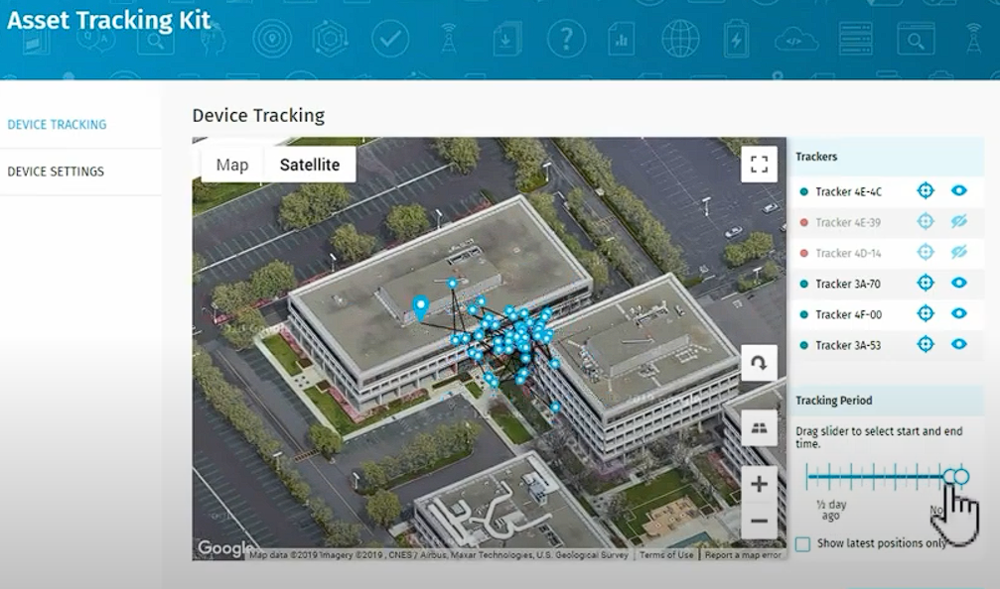 Asset Tracking Kit
DEVICE TRACKING
DEVICE SETTINGS
Device Tracking
Map
Satellite
Google
Map data ©2019 Imagery ©2019 , CNES / Airbus, Maxar Technologies, U.S. Geological Survey
Terms of Use
Report a map error
Trackers
Tracker 4E-4C
Tracker 4E-39
Tracker 4D-14
Tracker 3A-70
Tracker 4F-00
Tracker 3A-53
Tracking Period
Drag slider to select start and end
time.
½ day
ago
Show latest positions only